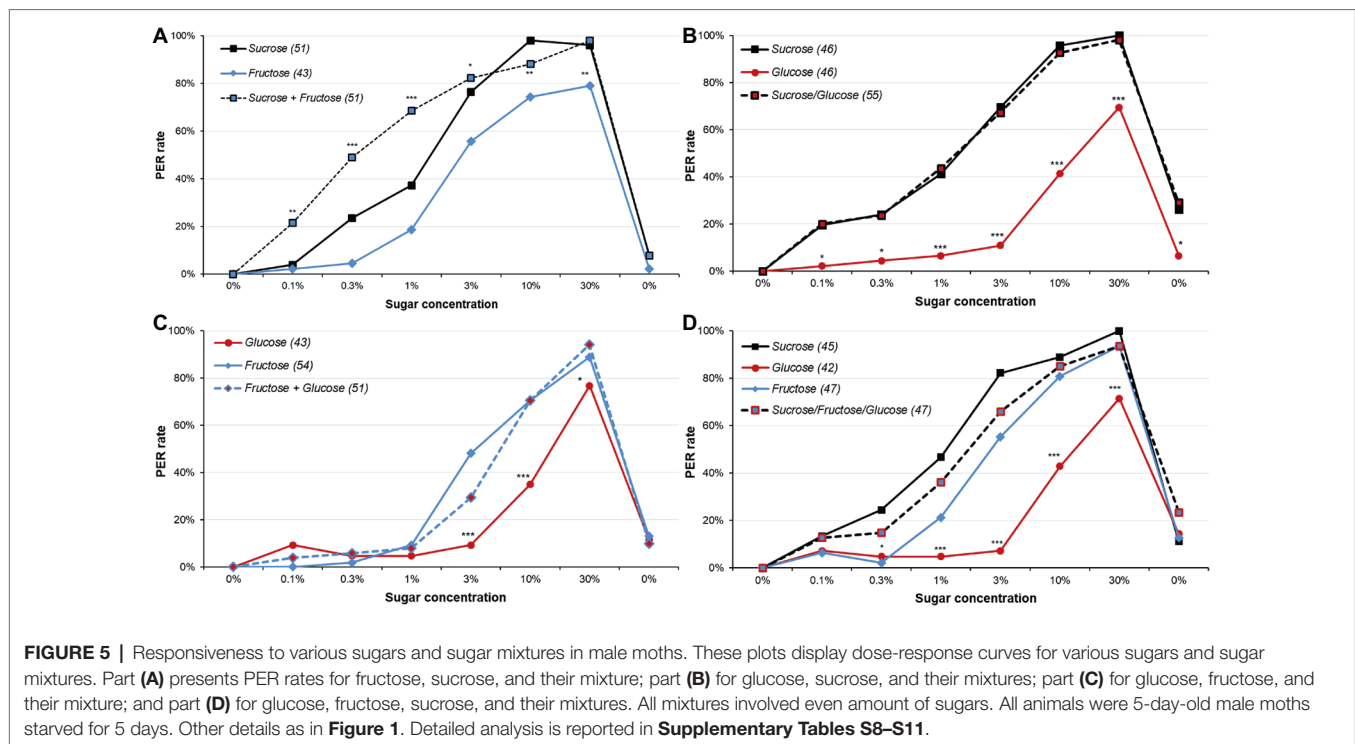 A
100%
80%
60%
40%
20%
0%
PER rate
Sucrose (51)
Fructose (43)
Sucrose + Fructose (51)
**
***
***
*
**
**
0% 0.1% 0.3% 1% 3% 10% 30% 0%
Sugar concentration
B
100%
80%
60%
40%
20%
0%
PER rate
Sucrose (46)
Glucose (46)
Sucrose/Glucose (55)
*
*
***
***
***
***
*
0% 0.1% 0.3% 1% 3% 10% 30% 0%
Sugar concentration
C
100%
80%
60%
40%
20%
0%
PER rate
Glucose (43)
Fructose (54)
Fructose + Glucose (51)
***
***
*
0% 0.1% 0.3% 1% 3% 10% 30% 0%
Sugar concentration
D
100%
80%
60%
40%
20%
0%
PER rate
Sucrose (45)
Glucose (42)
Fructose (47)
Sucrose/Fructose/Glucose (47)
*
***
***
***
***
0% 0.1% 0.3% 1% 3% 10% 30% 0%
Sugar concentration
FIGURE 5 | Responsiveness to various sugars and sugar mixtures in male moths. These plots display dose-response curves for various sugars and sugar
mixtures. Part (A) presents PER rates for fructose, sucrose, and their mixture; part (B) for glucose, sucrose, and their mixtures; part (C) for glucose, fructose, and
their mixture; and part (D) for glucose, fructose, sucrose, and their mixtures. All mixtures involved even amount of sugars. All animals were 5-day-old male moths
starved for 5 days. Other details as in Figure 1. Detailed analysis is reported in Supplementary Tables S8–S11.